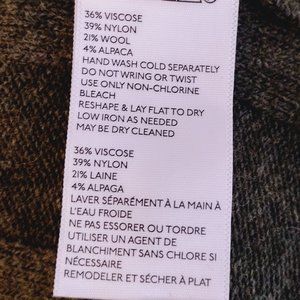 36% VISCOSE
39% NYLON
21% WOOL
4% ALPACA
HAND WASH COLD SEPARATELY
DO NOT WRING OR TWIST
USE ONLY NON-CHLORINE
BLEACH
RESHAPE & LAY FLAT TO DRY
LOW IRON AS NEEDED
MAY BE DRY CLEANED
36% VISCOSE
39% NYLON
21% LAINE
4% ALPAGA
LAVER SÉPARÉMENT À LA MAIN À
L'EAU FROIDE
NE PAS ESSORER OU TORDRE
UTILISER UN AGENT DE
BLANCHIMENT SANS CHLORE SI
NÉCESSAIRE
REMODELER ET SÉCHER À PLAT